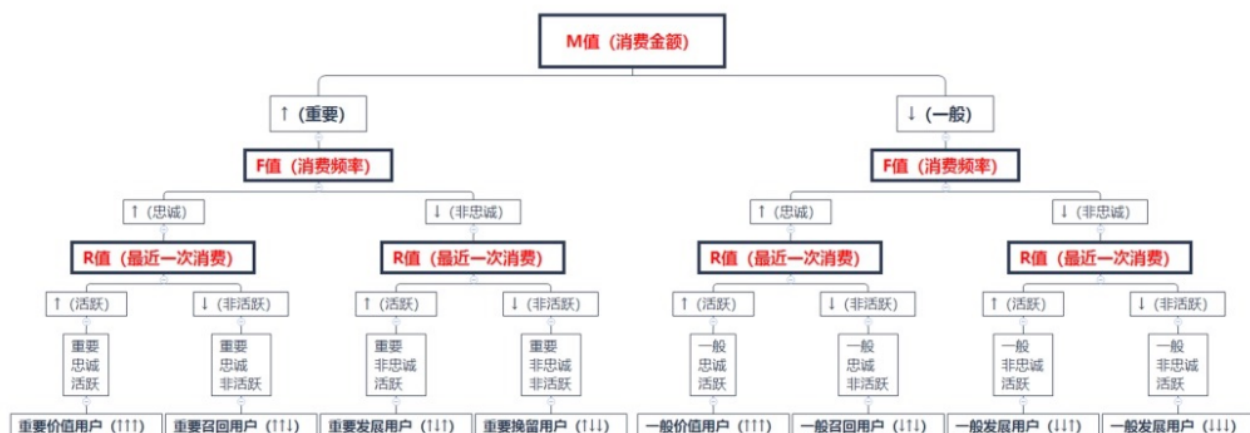 M值（消费金额）
↑（重要）
↓（一般）
F值（消费频率）
F值（消费频率）
↑（忠诚）
↓（非忠诚）
↑（忠诚）
↓（非忠诚）
R值（最近一次消费）
R值（最近一次消费）
R值（最近一次消费）
R值（最近一次消费）
↑（活跃）
↓（非活跃）
↑（活跃）
↓（非活跃）
↑（活跃）
↓（非活跃）
↑（活跃）
↓（非活跃）
重要
忠诚
活跃
重要
忠诚
非活跃
重要
非忠诚
活跃
重要
非忠诚
非活跃
一般
忠诚
活跃
一般
忠诚
非活跃
一般
非忠诚
活跃
一般
非忠诚
活跃
重要价值用户（↑↑↑）
重要召回用户（↑↑↓）
重要发展用户（↑↓↑）
重要挽留用户（↑↓↓）
一般价值用户（↑↑↑）
一般召回用户（↓↑↓）
一般发展用户（↓↓↑）
一般发展用户（↓↓↓）